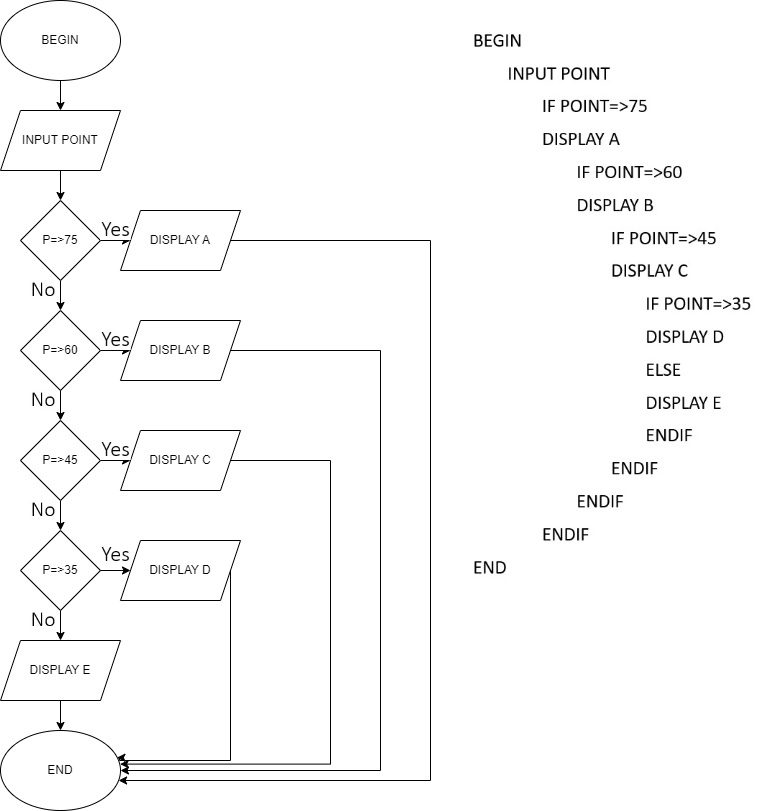 BEGIN
INPUT POINT
P=>75
Yes
DISPLAY A
No
P=>60
Yes
DISPLAY B
No
P=>45
Yes
DISPLAY C
No
P=>35
Yes
DISPLAY D
No
DISPLAY E
END
BEGIN
INPUT POINT
IF POINT=>75
DISPLAY A
IF POINT=>60
DISPLAY B
IF POINT=>45
DISPLAY C
IF POINT=>35
DISPLAY D
ELSE
DISPLAY E
ENDIF
ENDIF
ENDIF
ENDIF
END